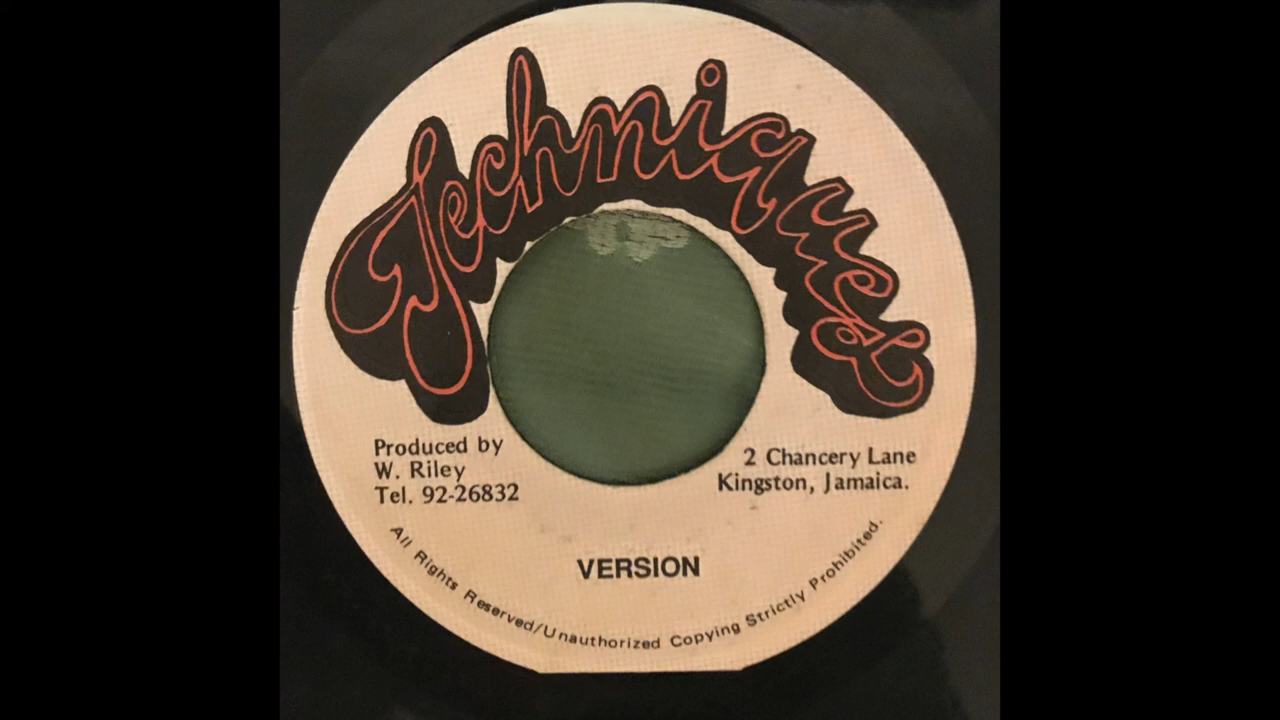 Techniques
Produced by
W. Riley
Tel. 92-26832
2 Chancery Lane
Kingston, Jamaica.
VERSION
All Rights Reserved/Unauthorized Copying Strictly Prohibited.